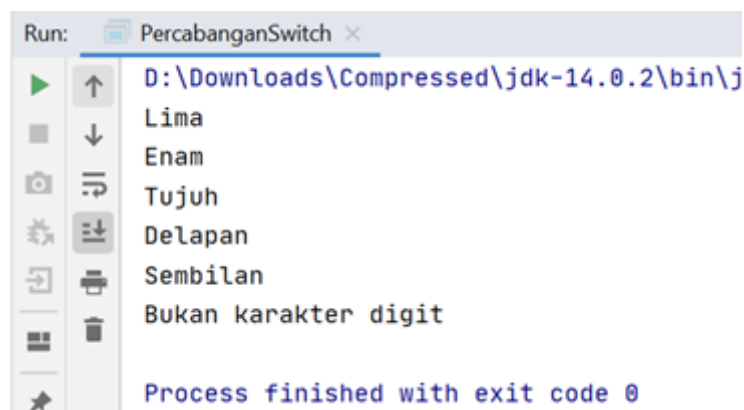 Run: PercabanganSwitch
D:\Downloads\Compressed\jdk-14.0.2\bin\j
Lima
Enam
Tujuh
Delapan
Sembilan
Bukan karakter digit
Process finished with exit code 0